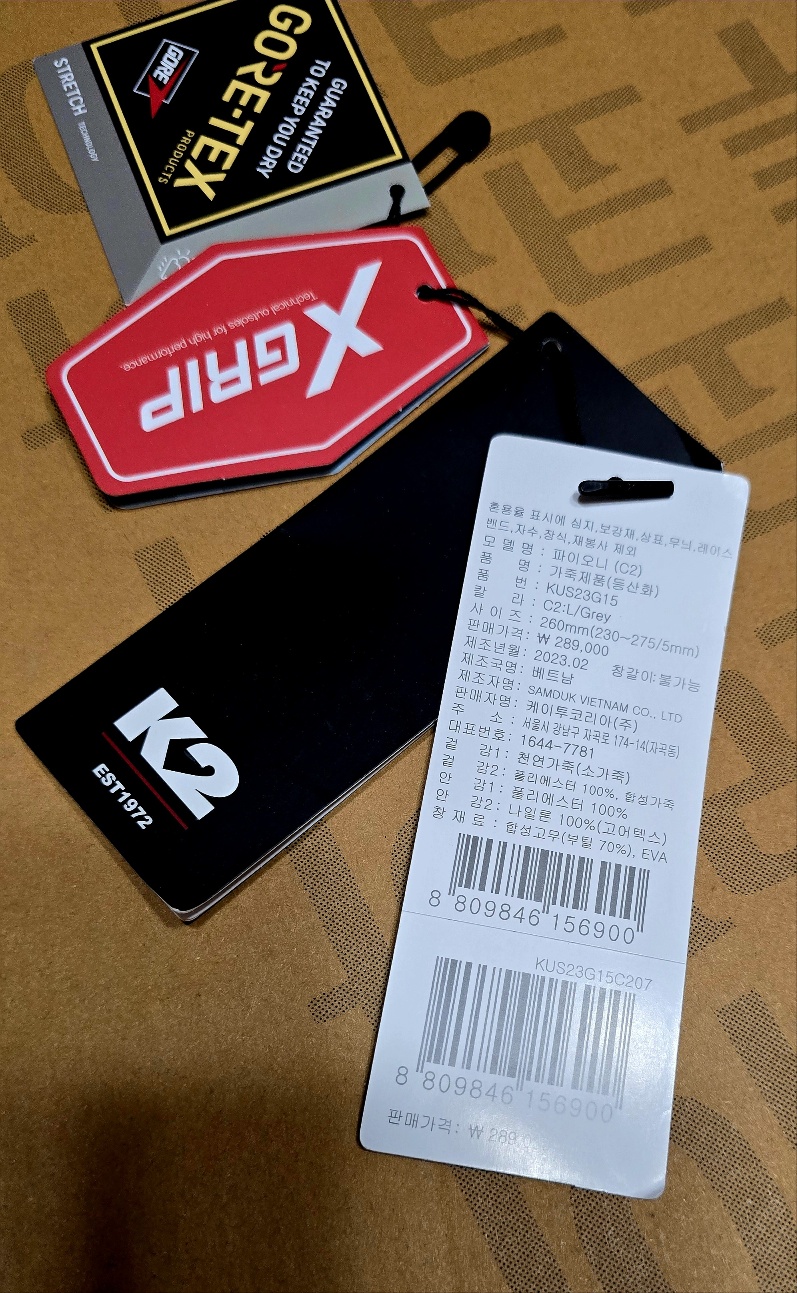 STRETCH TECHNOLOGY
GORE
GORE-TEX
PRODUCTS
GUARANTEED
TO KEEP YOU DRY
X GRIP
Technical outsoles for high performance.
K2
EST1972
혼용율 표시에 심지,보강재,상표,무늬,레이스
밴드,자수,장식,재봉사 제외
모 델 명 : 파이오니 (C2)
품 명 : 가죽제품(등산화)
품 번 : KUS23G15
칼 라 : C2:L/Grey
사 이 즈 : 260mm(230~275/5mm)
판매가격: ₩ 289,000
제조년월: 2023.02 창갈이:불가능
제조국명: 베트남
제조자명: SAMDUK VIETNAM CO., LTD
판매자명: 케이투코리아(주)
주 소 : 서울시 강남구 자곡로 174-14(자곡동)
대표번호: 1644-7781
겉 감1: 천연가죽(소가죽)
겉 감2: 폴리에스터 100%, 합성가죽
안 감1: 폴리에스터 100%
안 감2: 나일론 100%(고어텍스)
창 재 료 : 합성고무(부틸 70%), EVA
8 809846 156900
KUS23G15C207
8 809846 156900
판매가격: ₩ 289